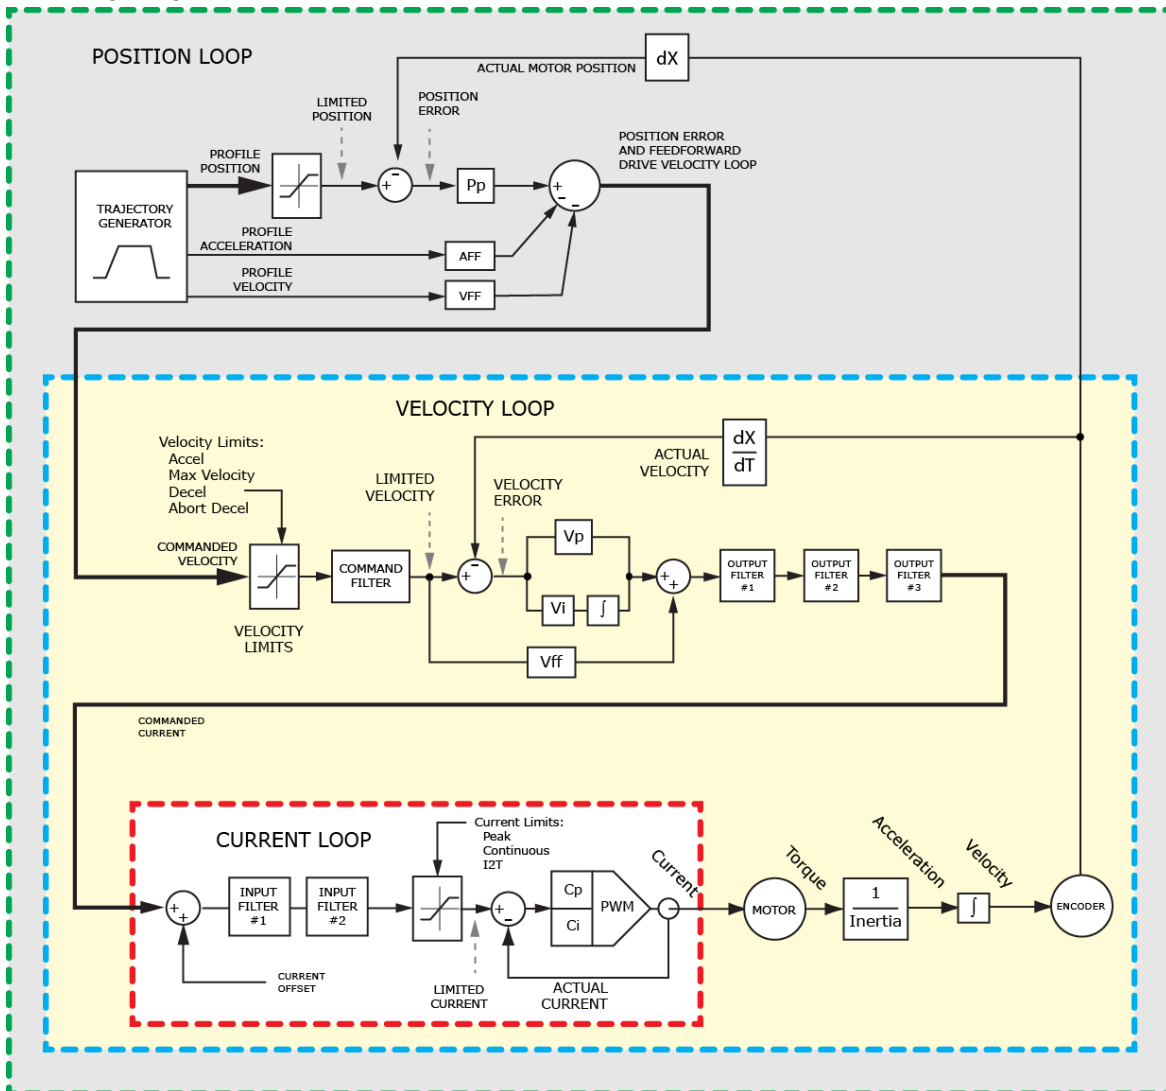 POSITION LOOP
ACTUAL MOTOR POSITION
dX
LIMITED
POSITION
POSITION
ERROR
POSITION ERROR
AND FEEDFORWARD
DRIVE VELOCITY LOOP
PROFILE
POSITION
+
-
Pp
+
-
-
TRAJECTORY
GENERATOR
PROFILE
ACCELERATION
AFF
PROFILE
VELOCITY
VFF
VELOCITY LOOP
Velocity Limits:
Accel
Max Velocity
Decel
Abort Decel
ACTUAL
VELOCITY
dX
dT
LIMITED
VELOCITY
VELOCITY
ERROR
COMMANDED
VELOCITY
COMMAND
FILTER
+
-
Vp
Vi
∫
+
+
OUTPUT
FILTER
#1
OUTPUT
FILTER
#2
OUTPUT
FILTER
#3
VELOCITY
LIMITS
Vff
COMMANDED
CURRENT
CURRENT LOOP
Current Limits:
Peak
Continuous
I2T
+
+
INPUT
FILTER
#1
INPUT
FILTER
#2
+
-
Cp
Ci
PWM
Current
MOTOR
Torque
1
Inertia
Acceleration
∫
Velocity
ENCODER
CURRENT
OFFSET
LIMITED
CURRENT
ACTUAL
CURRENT